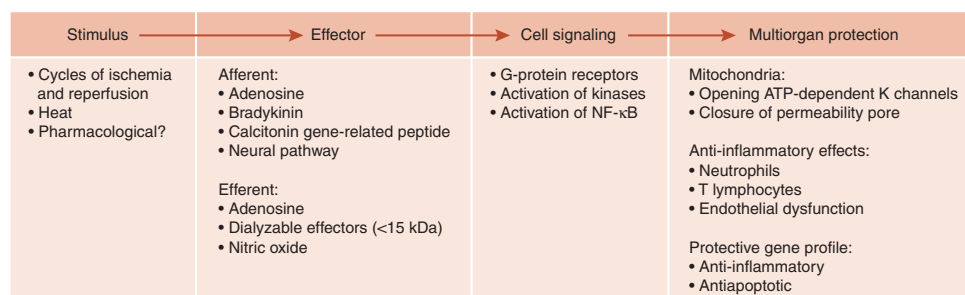 Stimulus
Effector
Cell signaling
Multiorgan protection
• Cycles of ischemia
and reperfusion
• Heat
• Pharmacological?
Afferent:
• Adenosine
• Bradykinin
• Calcitonin gene-related peptide
• Neural pathway
Efferent:
• Adenosine
• Dialyzable effectors (<15 kDa)
• Nitric oxide
• G-protein receptors
• Activation of kinases
• Activation of NF-κB
Mitochondria:
• Opening ATP-dependent K channels
• Closure of permeability pore
Anti-inflammatory effects:
• Neutrophils
• T lymphocytes
• Endothelial dysfunction
Protective gene profile:
• Anti-inflammatory
• Antiapoptotic